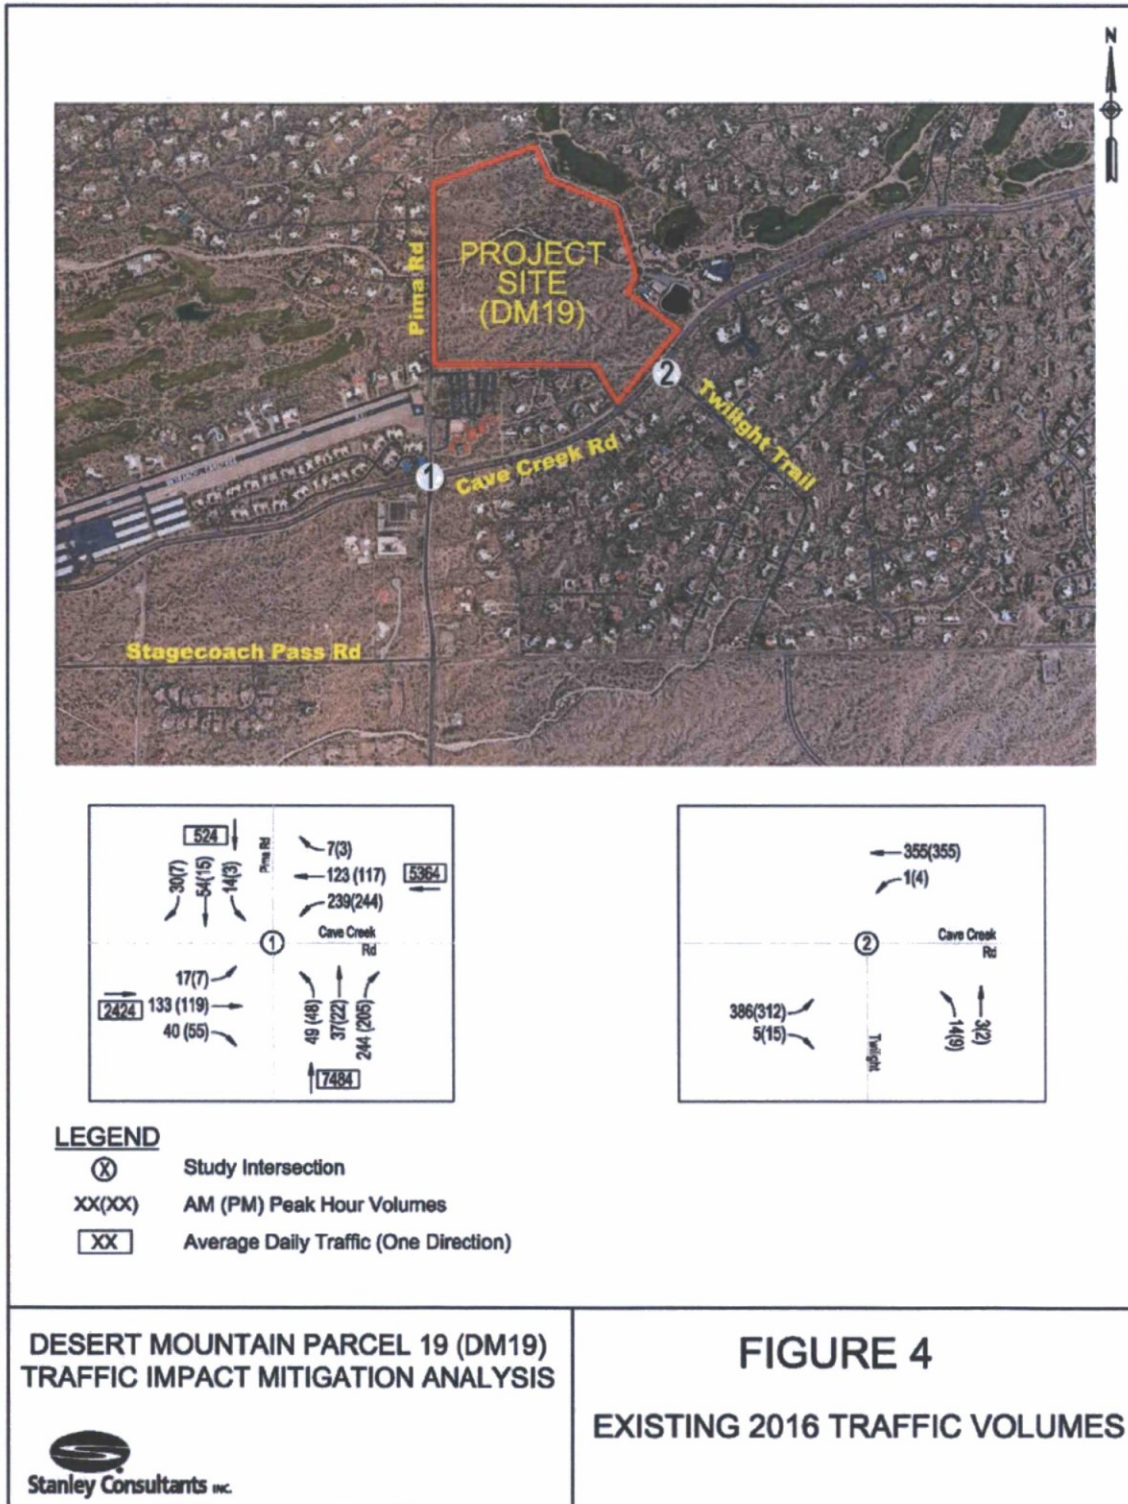 N
PROJECT
SITE
(DM19)
Pima Rd
2
Twilight Trail
Cave Creek Rd
1
Stagecoach Pass Rd
524
30(7)
54(15)
14(3)
Pima Rd
7(3)
123 (117)
5364
239(244)
Cave Creek
Rd
1
17(7)
2424
133 (119)
40 (55)
49 (48)
37(22)
244 (205)
7484
355(355)
1(4)
Cave Creek
Rd
2
386(312)
5(15)
Twilight
14(9)
3(2)
LEGEND
X Study Intersection
XX(XX) AM (PM) Peak Hour Volumes
XX Average Daily Traffic (One Direction)
DESERT MOUNTAIN PARCEL 19 (DM19)
TRAFFIC IMPACT MITIGATION ANALYSIS
Stanley Consultants INC.
FIGURE 4
EXISTING 2016 TRAFFIC VOLUMES